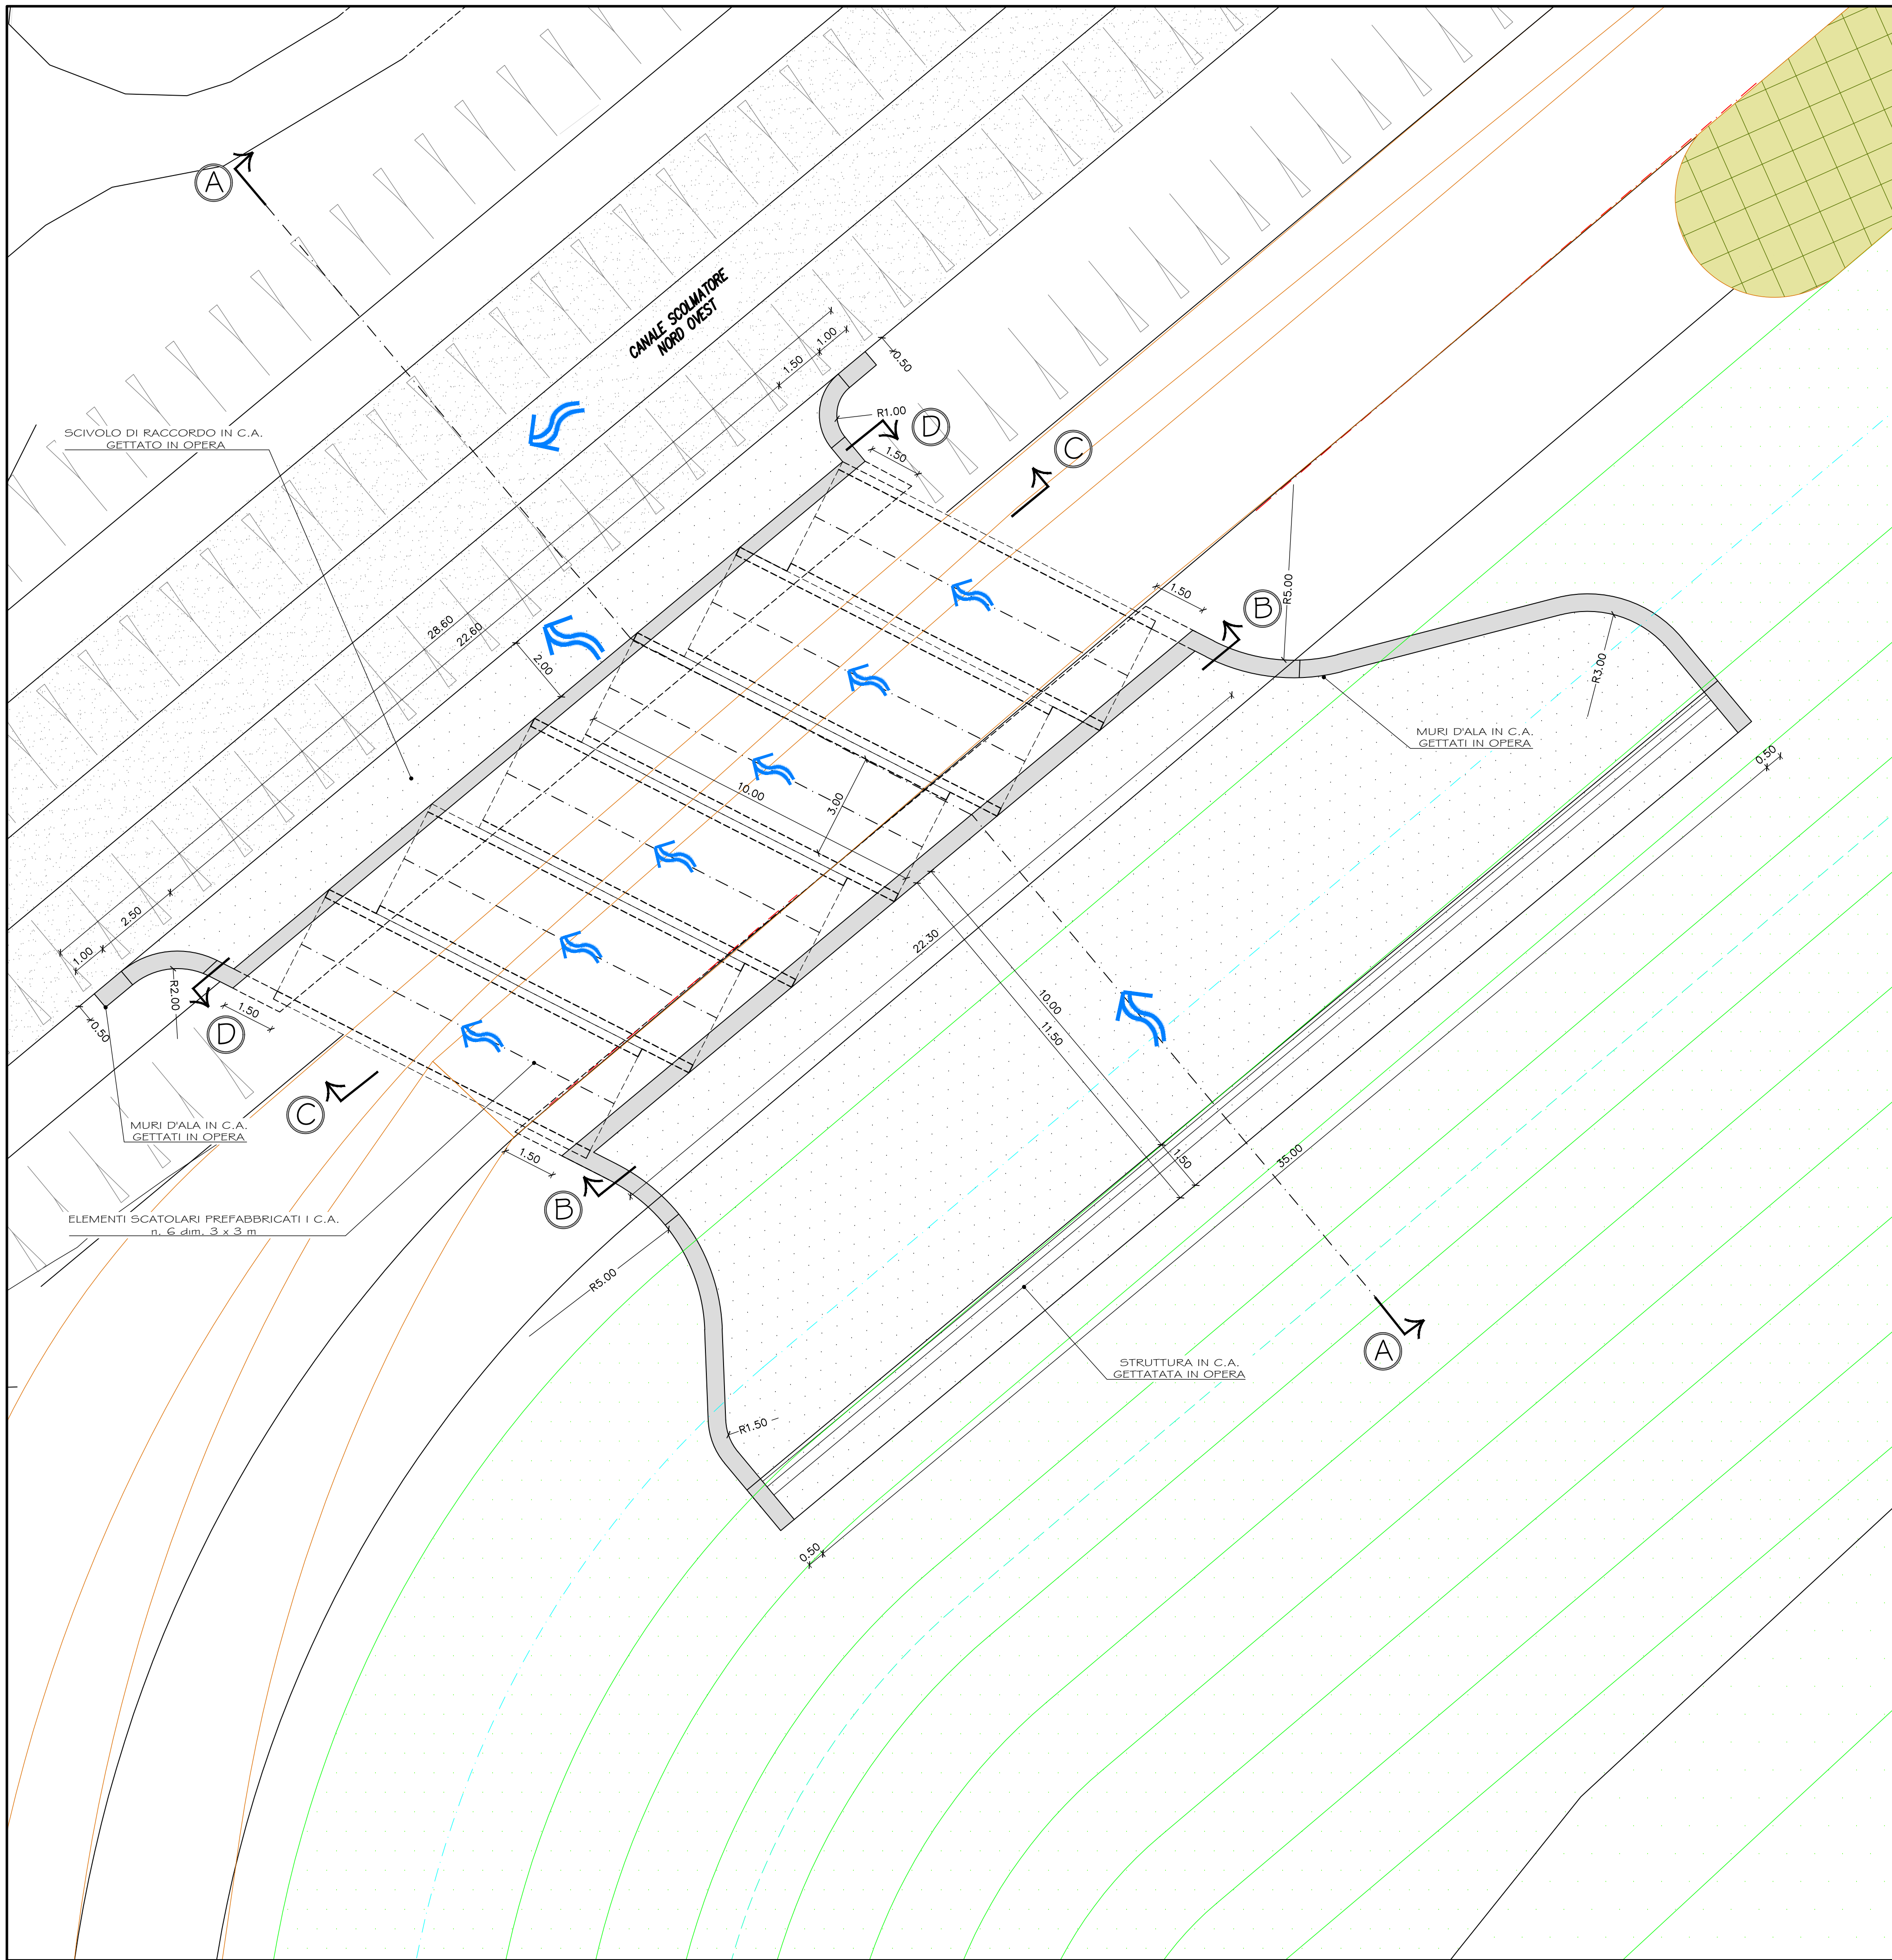 A
CANALE SCOLMATORE
NORD OVEST
1.00
1.50
0.50
R1.00
D
1.50
C
SCIVOLO DI RACCORDO IN C.A.
GETTATO IN OPERA
28.60
22.60
2.00
1.50
B
R5.00
R3.00
MURI D'ALA IN C.A.
GETTATI IN OPERA
0.50
10.00
3.00
2.50
1.00
R2.00
0.50
1.50
D
22.30
10.00
11.50
C
MURI D'ALA IN C.A.
GETTATI IN OPERA
1.50
B
1.50
35.00
ELEMENTI SCATOLARI PREFABBRICATI I C.A.
n. 6 dim. 3 x 3 m
R5.00
A
STRUTTURA IN C.A.
GETTATATA IN OPERA
R1.50
0.50